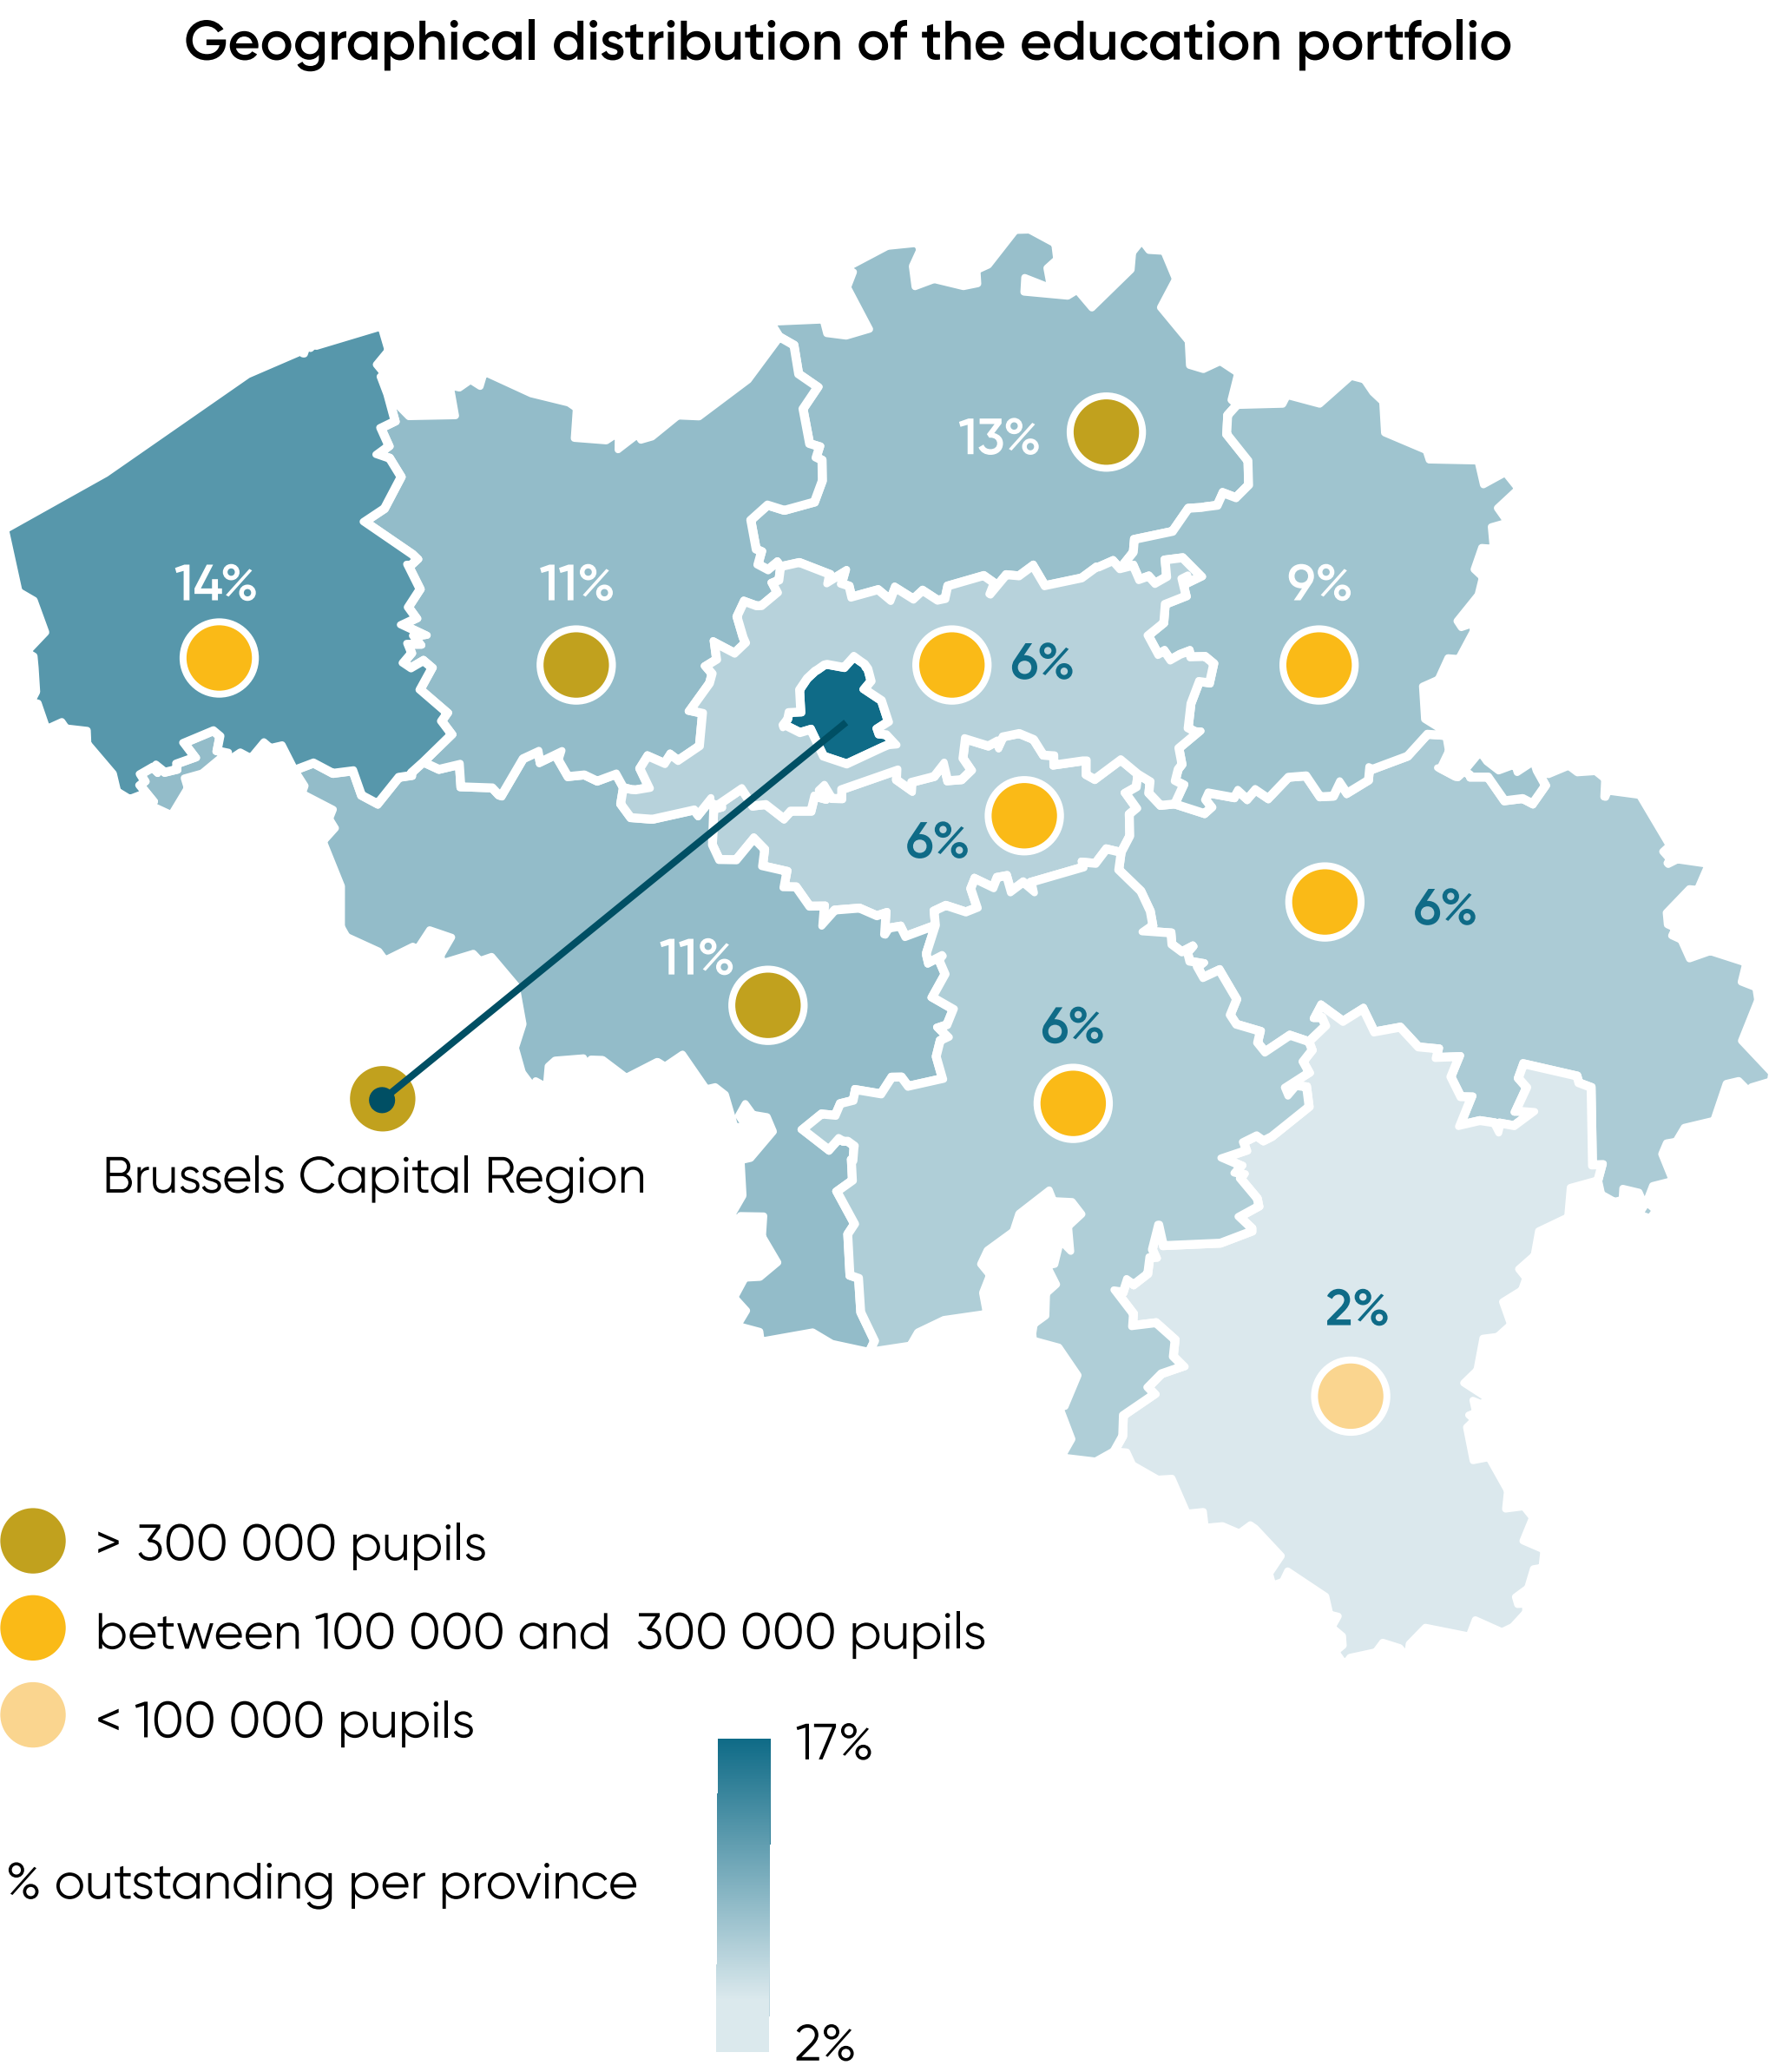 Geographical distribution of the education portfolio
13%
14%
11%
9%
6%
6%
6%
11%
6%
Brussels Capital Region
2%
> 300 000 pupils
between 100 000 and 300 000 pupils
< 100 000 pupils
17%
% outstanding per province
2%